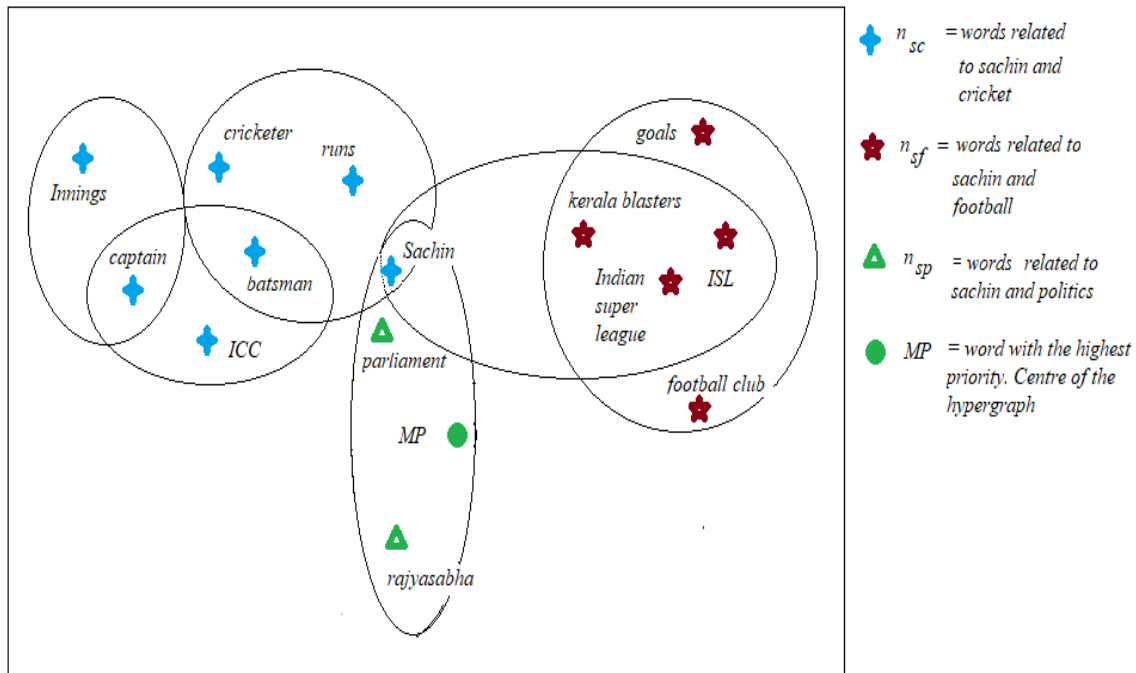 cricketer
runs
Innings
captain
batsman
ICC
Sachin
parliament
MP
rajyasabha
goals
kerala blasters
Indian
super
league
ISL
football club
n sc = words related
to sachin and
cricket
n sf = words related to
sachin and
football
n sp = words related to
sachin and politics
MP = word with the highest
priority. Centre of the
hypergraph